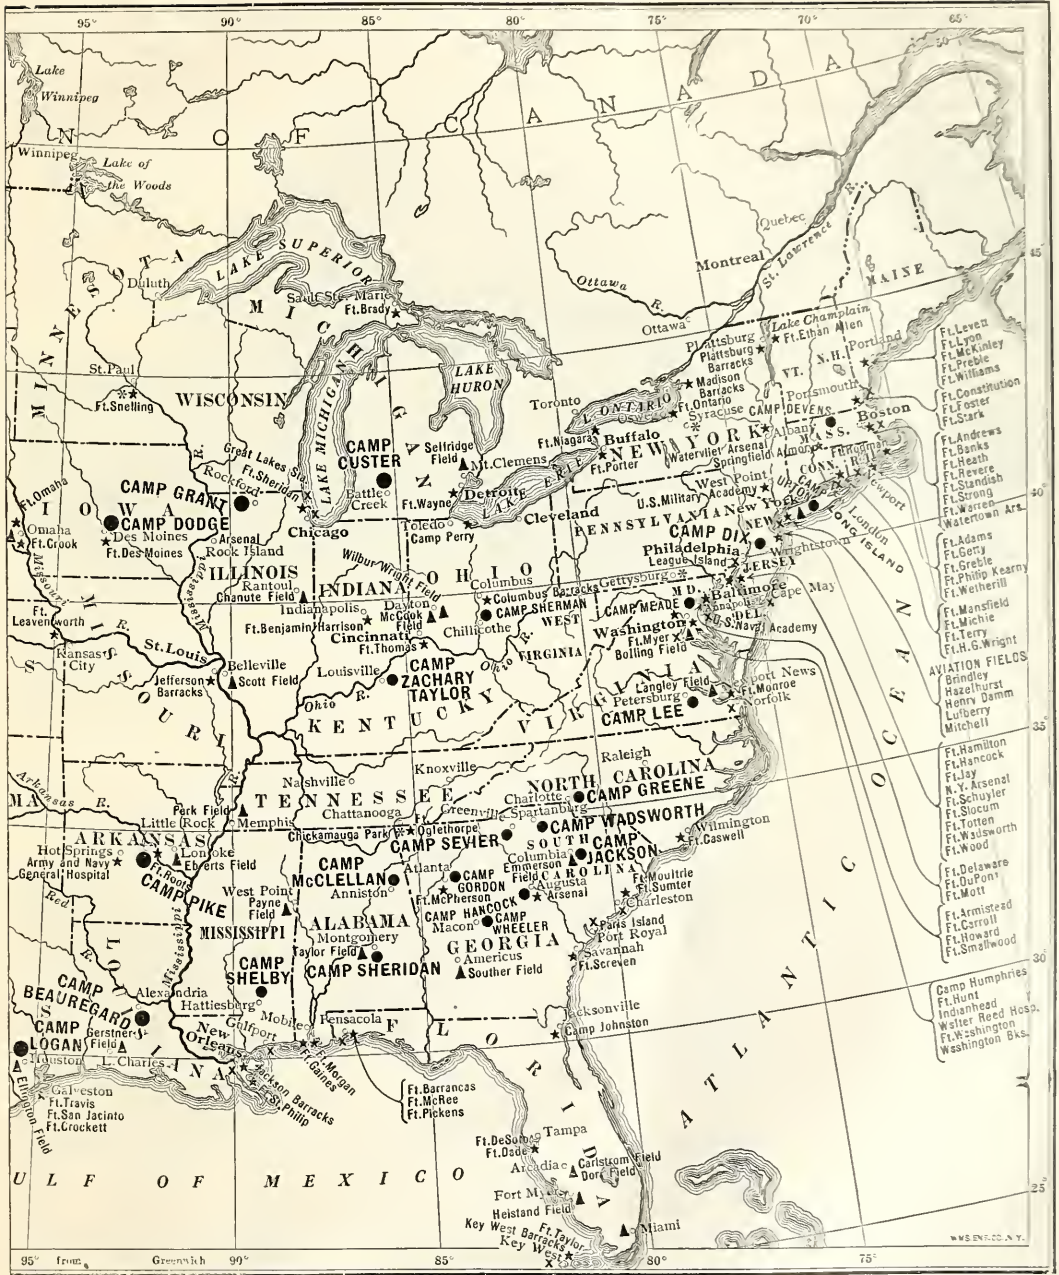 95°
90°
85°
80°
75°
70°
65°
50
Lake
Winnipeg
N OF CANADA
Winnipeg
Lake of
the Woods
Quebec
St. Lawrence R.
Montreal
45°
MAINE
LAKE SUPERIOR
Duluth
MINNESOTA
MICHIGAN
Sault Ste. Marie
Ft.Brady
Ottawa R.
Ottawa
Lake Champlain
Ft.Ethan Allen
Plattsburg
Plattsburg
Barracks
Madison
Barracks
VT.
N.H.
Portland
Portsmouth
St.Paul
Ft.Snelling
WISCONSIN
LAKE MICHIGAN
LAKE
HURON
Toronto
L. ONTARIO
Oswego
Ft.Ontario
Syracuse
CAMP DEVENS
Albany
Boston
MASS.
Ft.Niagara
Buffalo
Ft.Porter
NEW YORK
Watervliet Arsenal
Springfield Armory
CONN.
R.I.
Newport
CAMP
CUSTER
Battle
Creek
Selfridge
Field
Mt.Clemens
Ft.Wayne
Detroit
LAKE ERIE
Cleveland
Toledo
Camp Perry
West Point
U.S.Military Academy
CAMP UPTON
New York
New London
LONG ISLAND
40°
Great Lakes Sta.
Ft.Sheridan
Rockford
CAMP GRANT
Chicago
Ft.Omaha
Omaha
Ft.Crook
IOWA
CAMP DODGE
Des Moines
Ft.Des Moines
Arsenal
Rock Island
ILLINOIS
Rantoul
Chanute Field
INDIANA
Indianapolis
Ft.Benjamin Harrison
OHIO
Wilbur Wright Field
Dayton
McCook
Field
Columbus
Columbus Barracks
CAMP SHERMAN
Chillicothe
Cincinnati
Ft.Thomas
PENNSYLVANIA
Gettysburg
CAMP DIX
Wrightstown
Philadelphia
League Island
NEW
JERSEY
MD.
Baltimore
CAMP MEADE
Annapolis
DEL.
Cape May
U.S.Naval Academy
Washington
Ft.Myer
Bolling Field
WEST
VIRGINIA
Ohio R.
Missouri R.
Mississippi R.
Ft.
Leavenworth
Kansas
City
MISSOURI
St.Louis
Jefferson
Barracks
Belleville
Scott Field
Louisville
CAMP
ZACHARY
TAYLOR
Ohio R.
KENTUCKY
VIRGINIA
Langley Field
Petersburg
CAMP LEE
Newport News
Ft.Monroe
Norfolk
35°
Nashville
Knoxville
TENNESSEE
Chattanooga
Chickamauga Park
Ft.
Oglethorpe
Raleigh
NORTH CAROLINA
Charlotte
CAMP GREENE
Greenville
Spartanburg
CAMP WADSWORTH
CAMP SEVIER
Wilmington
Ft.Caswell
SOUTH
CAROLINA
Columbia
CAMP
JACKSON
Emmerson
Field
Arkansas R.
Park Field
Memphis
Little Rock
ARKANSAS
Hot Springs
Army and Navy
General Hospital
Ft.Roots
Lonoke
Eberts Field
CAMP PIKE
West Point
Payne
Field
MISSISSIPPI
CAMP
McCLELLAN
Anniston
Atlanta
CAMP
GORDON
Ft.McPherson
Augusta
Arsenal
CAMP HANCOCK
Macon
CAMP
WHEELER
Ft.Moultrie
Ft.Sumter
Charleston
Paris Island
Port Royal
ALABAMA
Montgomery
Taylor Field
CAMP SHERIDAN
GEORGIA
Americus
Souther Field
Savannah
Ft.Screven
30°
Red R.
LOUISIANA
Mississippi
Alexandria
CAMP
BEAUREGARD
CAMP
SHELBY
Hattiesberg
Mobile
Gulfport
New
Orleans
Gerstner
Field
L.Charles
CAMP
LOGAN
Houston
Ellington Field
Galveston
Ft.Travis
Ft.San Jacinto
Ft.Crockett
Jackson Barracks
Ft.St.Philip
Ft.Morgan
Ft.Gaines
Pensacola
Ft.Barrancas
Ft.McRee
Ft.Pickens
FLORIDA
Jacksonville
Camp Johnston
Ft.DeSoto
Ft.Dade
Tampa
Arcadia
Carlstrom Field
Dorr Field
Fort Myers
Heistand Field
Ft.Taylor
Key West Barracks
Key West
Miami
25°
ULF OF MEXICO
ATLANTIC OCEAN
Ft.Levett
Ft.Lyon
Ft.McKinley
Ft.Preble
Ft.Williams
Ft.Constitution
Ft.Foster
Ft.Stark
Ft.Andrews
Ft.Banks
Ft.Heath
Ft.Revere
Ft.Standish
Ft.Strong
Ft.Warren
Watertown Ars.
Ft.Adams
Ft.Getty
Ft.Greble
Ft.Philip Kearny
Ft.Wetherill
Ft.Mansfield
Ft.Michie
Ft.Terry
Ft.H.G.Wright
AVIATION FIELDS
Brindley
Hazelhurst
Henry Damm
Lufberry
Mitchell
Ft.Hamilton
Ft.Hancock
Ft.Jay
N.Y. Arsenal
Ft.Schuyler
Ft.Slocum
Ft.Totten
Ft.Wadsworth
Ft.Wood
Ft.Delaware
Ft.DuPont
Ft.Mott
Ft.Armistead
Ft.Carroll
Ft.Howard
Ft.Smallwood
Camp Humphries
Ft.Hunt
Indianhead
Walter Reed Hosp.
Ft.Washington
Washington Bks.
95° from Greenwich 90°
85°
80°
75°